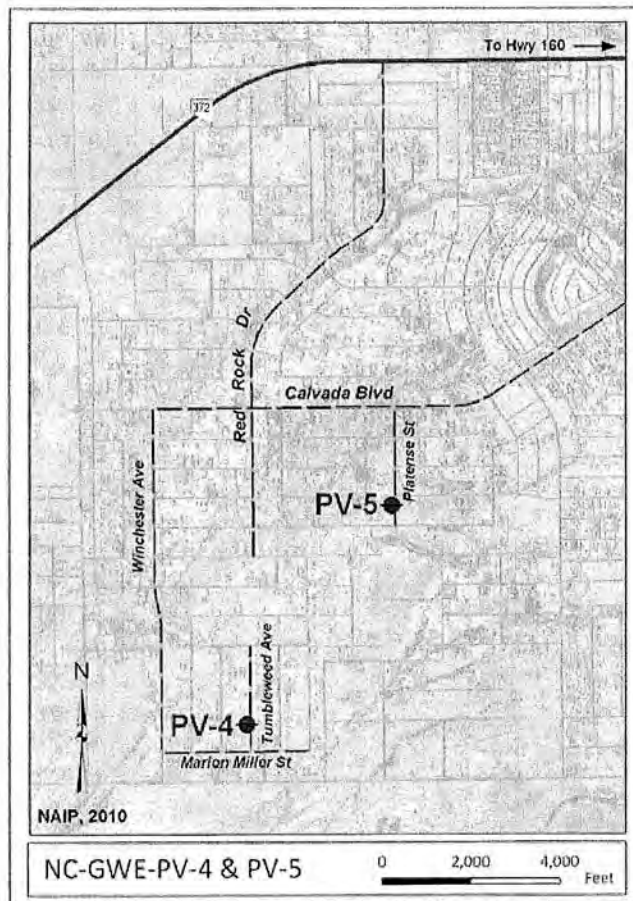 To Hwy 160
372
Red Rock Dr
Calvada Blvd
Winchester Ave
Platense St
PV-5
Tumbleweed Ave
N
PV-4
Marion Miller St
NAIP, 2010
NC-GWE-PV-4 & PV-5
0 2,000 4,000
Feet